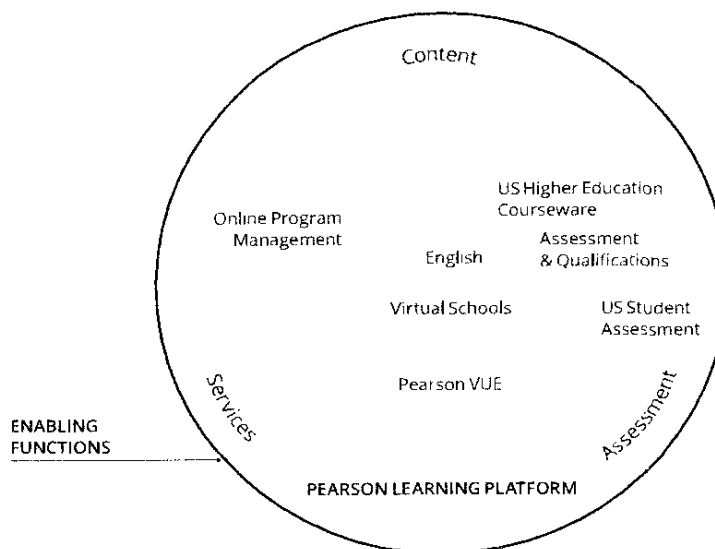 Content
US Higher Education
Courseware
Online Program
Management
Assessment
& Qualifications
English
Virtual Schools
US Student
Assessment
Pearson VUE
Services
Assessment
ENABLING
FUNCTIONS
PEARSON LEARNING PLATFORM